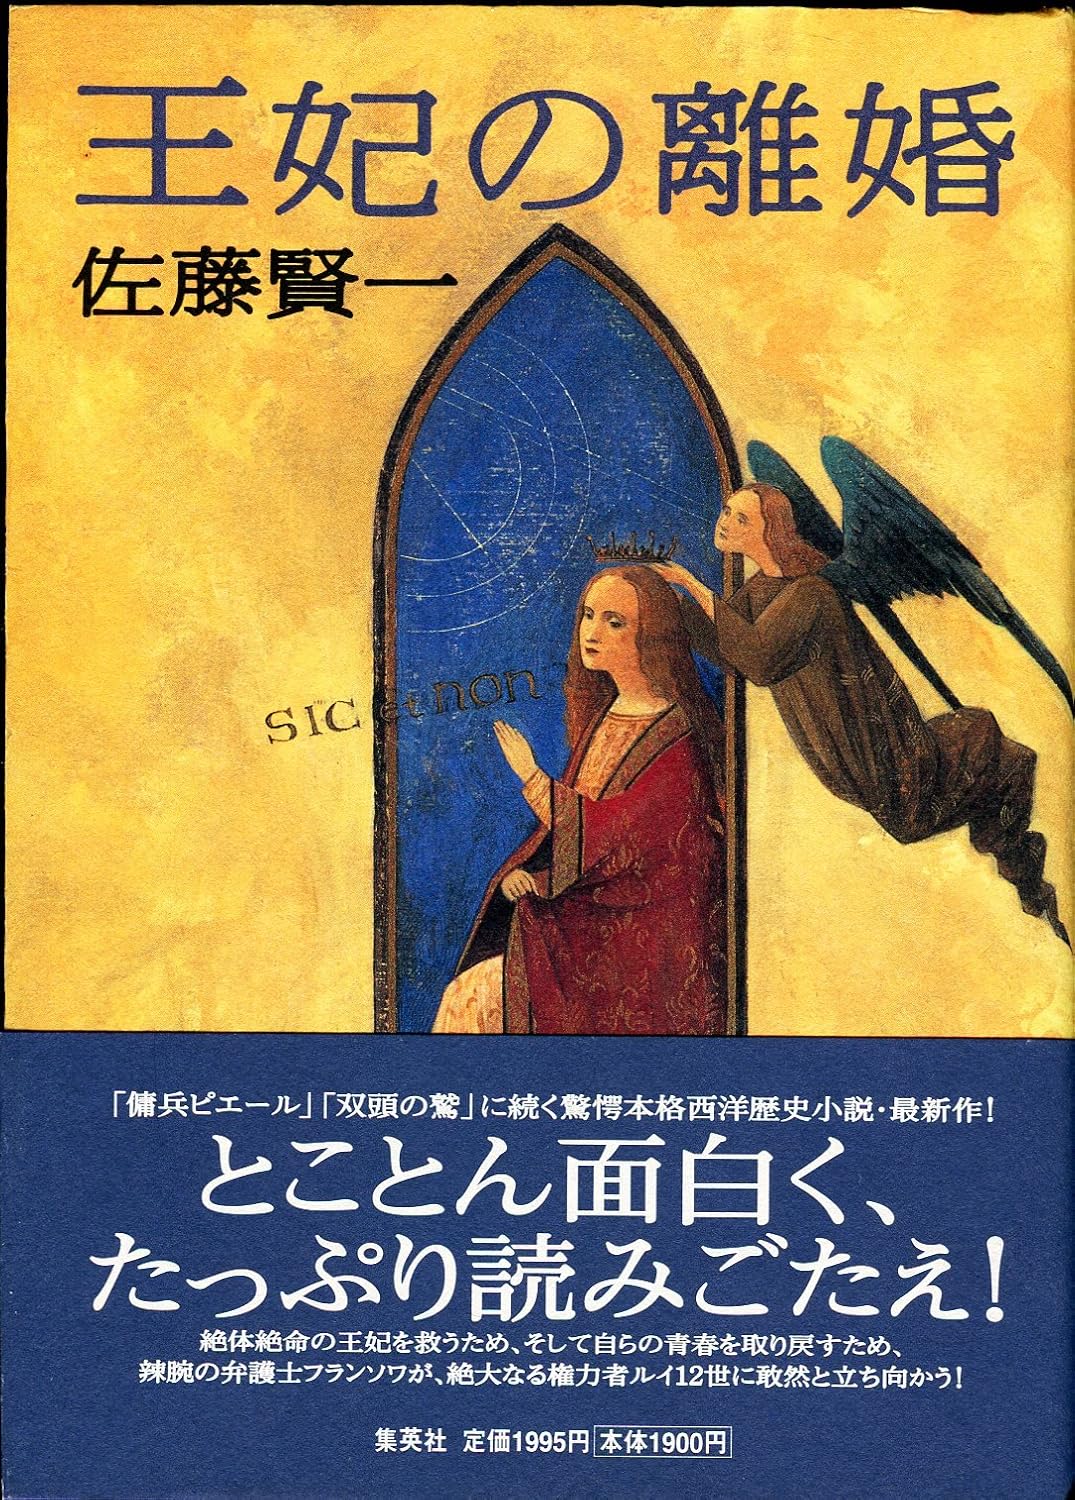 王妃の離婚
佐藤賢一
SIC et non
「傭兵ピエール」「双頭の鷲」に続く驚愕本格西洋歴史小説・最新作！
とことん面白く、
たっぷり読みごたえ！
絶体絶命の王妃を救うため、そして自らの青春を取り戻すため、
辣腕の弁護士フランソワが、絶大なる権力者ルイ12世に敢然と立ち向かう！
集英社 定価1995円 本体1900円